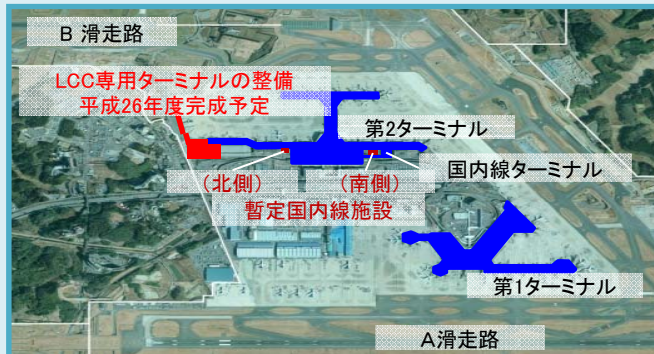 B 滑走路
LCC専用ターミナルの整備
平成26年度完成予定
第2ターミナル
国内線ターミナル
(北側)
(南側)
暫定国内線施設
第1ターミナル
A滑走路